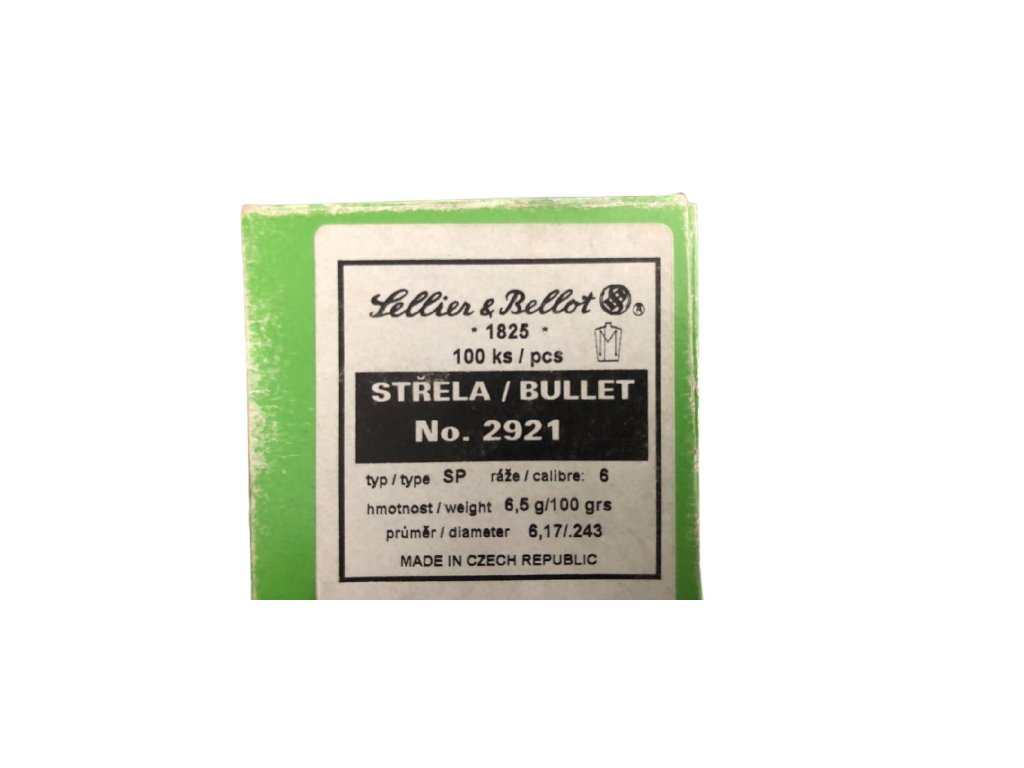 Sellier & Bellot ®
* 1825 *
100 ks / pcs
STŘELA / BULLET
No. 2921
typ / type SP ráže / calibre: 6
hmotnost / weight 6,5 g/100 grs
průměr / diameter 6,17/.243
MADE IN CZECH REPUBLIC